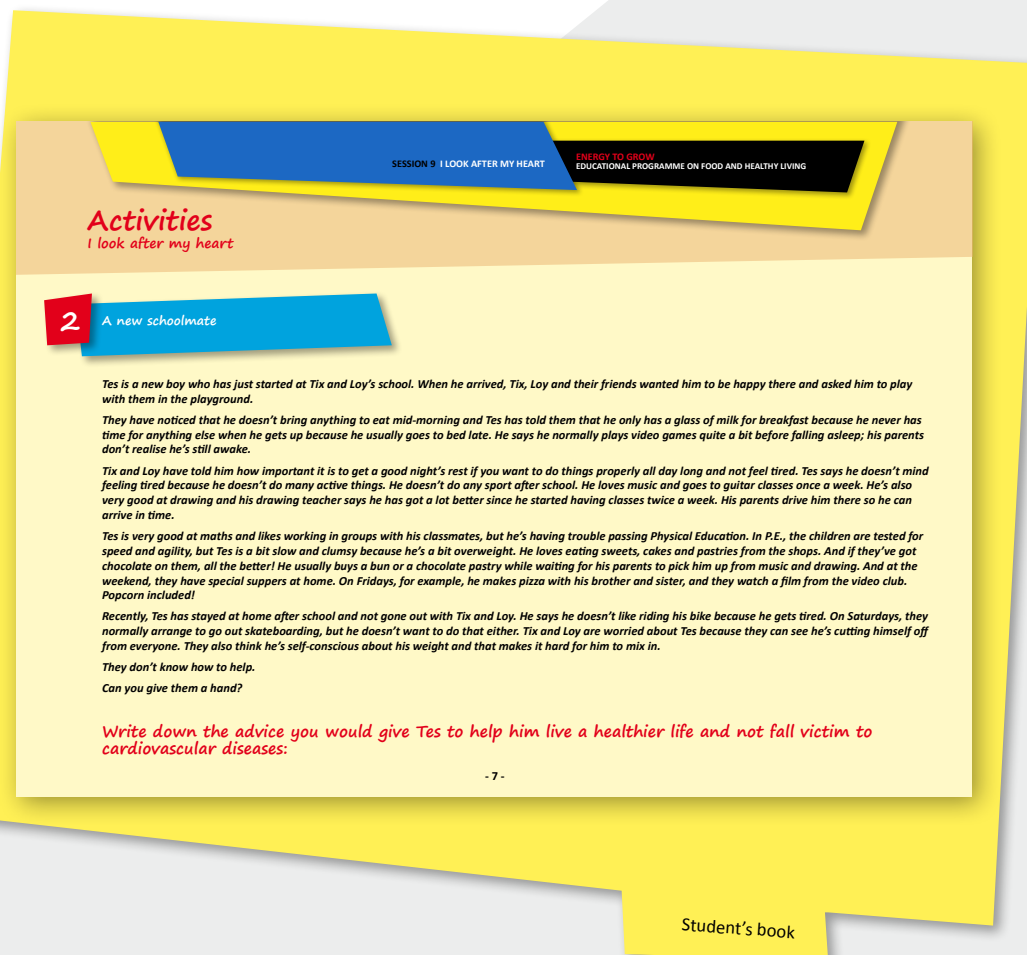 SESSION 9 I LOOK AFTER MY HEART
ENERGY TO GROW
EDUCATIONAL PROGRAMME ON FOOD AND HEALTHY LIVING
Activities
I look after my heart
2
A new schoolmate
Tes is a new boy who has just started at Tix and Loy's school. When he arrived, Tix, Loy and their friends wanted him to be happy there and asked him to play
with them in the playground.
They have noticed that he doesn't bring anything to eat mid-morning and Tes has told them that he only has a glass of milk for breakfast because he never has
time for anything else when he gets up because he usually goes to bed late. He says he normally plays video games quite a bit before falling asleep; his parents
don't realise he's still awake.
Tix and Loy have told him how important it is to get a good night's rest if you want to do things properly all day long and not feel tired. Tes says he doesn't mind
feeling tired because he doesn't do many active things. He doesn't do any sport after school. He loves music and goes to guitar classes once a week. He's also
very good at drawing and his drawing teacher says he has got a lot better since he started having classes twice a week. His parents drive him there so he can
arrive in time.
Tes is very good at maths and likes working in groups with his classmates, but he's having trouble passing Physical Education. In P.E., the children are tested for
speed and agility, but Tes is a bit slow and clumsy because he's a bit overweight. He loves eating sweets, cakes and pastries from the shops. And if they've got
chocolate on them, all the better! He usually buys a bun or a chocolate pastry while waiting for his parents to pick him up from music and drawing. And at the
weekend, they have special suppers at home. On Fridays, for example, he makes pizza with his brother and sister, and they watch a film from the video club.
Popcorn included!
Recently, Tes has stayed at home after school and not gone out with Tix and Loy. He says he doesn't like riding his bike because he gets tired. On Saturdays, they
normally arrange to go out skateboarding, but he doesn't want to do that either. Tix and Loy are worried about Tes because they can see he's cutting himself off
from everyone. They also think he's self-conscious about his weight and that makes it hard for him to mix in.
They don't know how to help.
Can you give them a hand?
Write down the advice you would give Tes to help him live a healthier life and not fall victim to
cardiovascular diseases:
- 7 -
Student's book